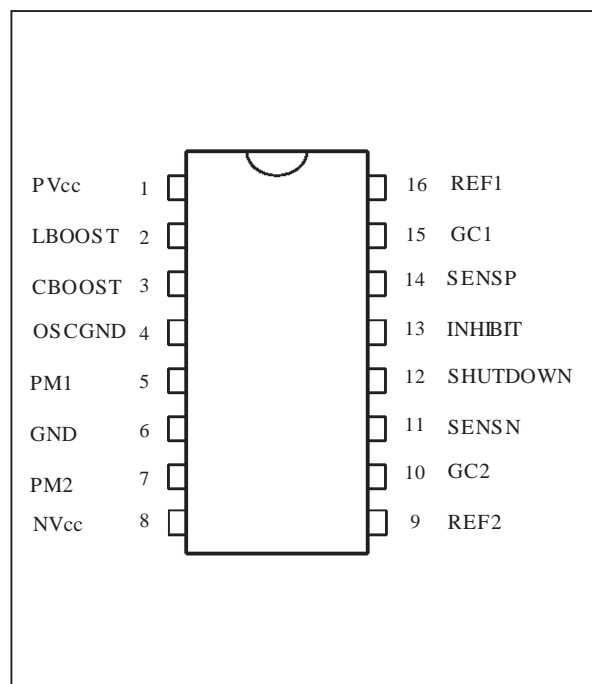 PVcc 1 16 REF1
LBOOST 2 15 GC1
CBOOST 3 14 SENSP
OSCGND 4 13 INHIBIT
PM1 5 12 SHUTDOWN
GND 6 11 SENSN
PM2 7 10 GC2
NVcc 8 9 REF2